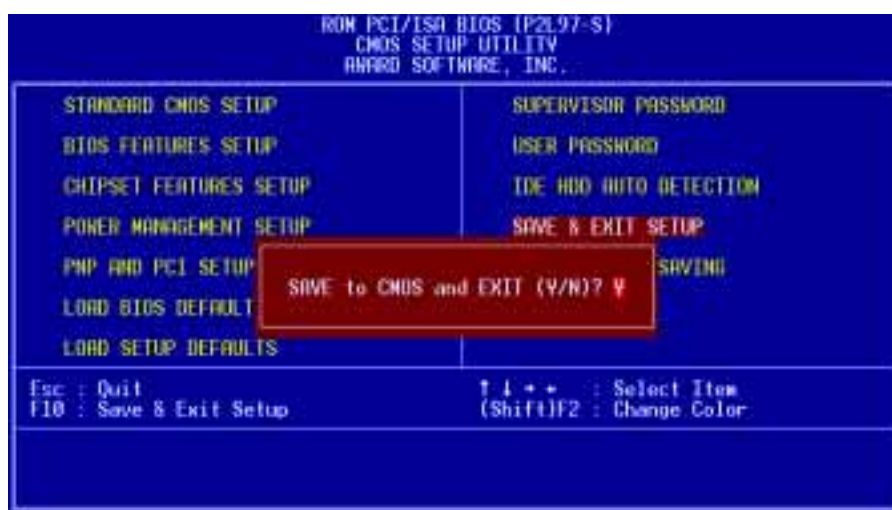 ROM PCI/ISA BIOS (P2L97-S)
CMOS SETUP UTILITY
AWARD SOFTWARE, INC.
STANDARD CMOS SETUP
BIOS FEATURES SETUP
CHIPSET FEATURES SETUP
POWER MANAGEMENT SETUP
PNP AND PCI SETUP
LOAD BIOS DEFAULT
LOAD SETUP DEFAULTS
SUPERVISOR PASSWORD
USER PASSWORD
IDE HDD AUTO DETECTION
SAVE & EXIT SETUP
SAVING
SAVE to CMOS and EXIT (Y/N)? Y
Esc : Quit
F10 : Save & Exit Setup
↑ ↓ → ← : Select Item
(Shift)F2 : Change Color